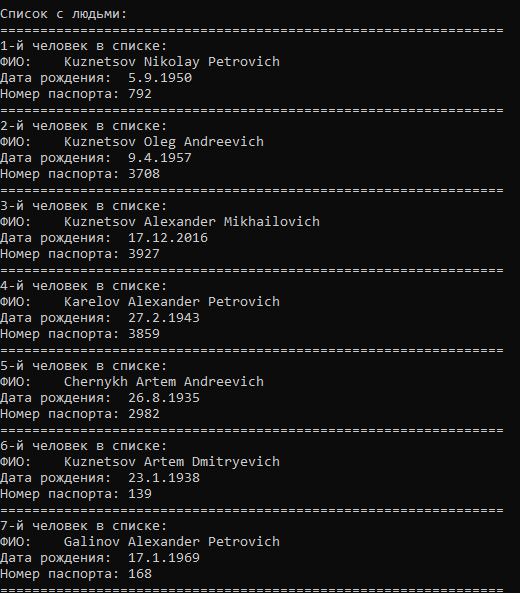 Список с людьми:
===============================================================
1-й человек в списке:
ФИО:    Kuznetsov Nikolay Petrovich
Дата рождения:  5.9.1950
Номер паспорта: 792
===============================================================
2-й человек в списке:
ФИО:    Kuznetsov Oleg Andreevich
Дата рождения:  9.4.1957
Номер паспорта: 3708
===============================================================
3-й человек в списке:
ФИО:    Kuznetsov Alexander Mikhailovich
Дата рождения:  17.12.2016
Номер паспорта: 3927
===============================================================
4-й человек в списке:
ФИО:    Karelov Alexander Petrovich
Дата рождения:  27.2.1943
Номер паспорта: 3859
===============================================================
5-й человек в списке:
ФИО:    Chernykh Artem Andreevich
Дата рождения:  26.8.1935
Номер паспорта: 2982
===============================================================
6-й человек в списке:
ФИО:    Kuznetsov Artem Dmitryevich
Дата рождения:  23.1.1938
Номер паспорта: 139
===============================================================
7-й человек в списке:
ФИО:    Galinov Alexander Petrovich
Дата рождения:  17.1.1969
Номер паспорта: 168
===============================================================